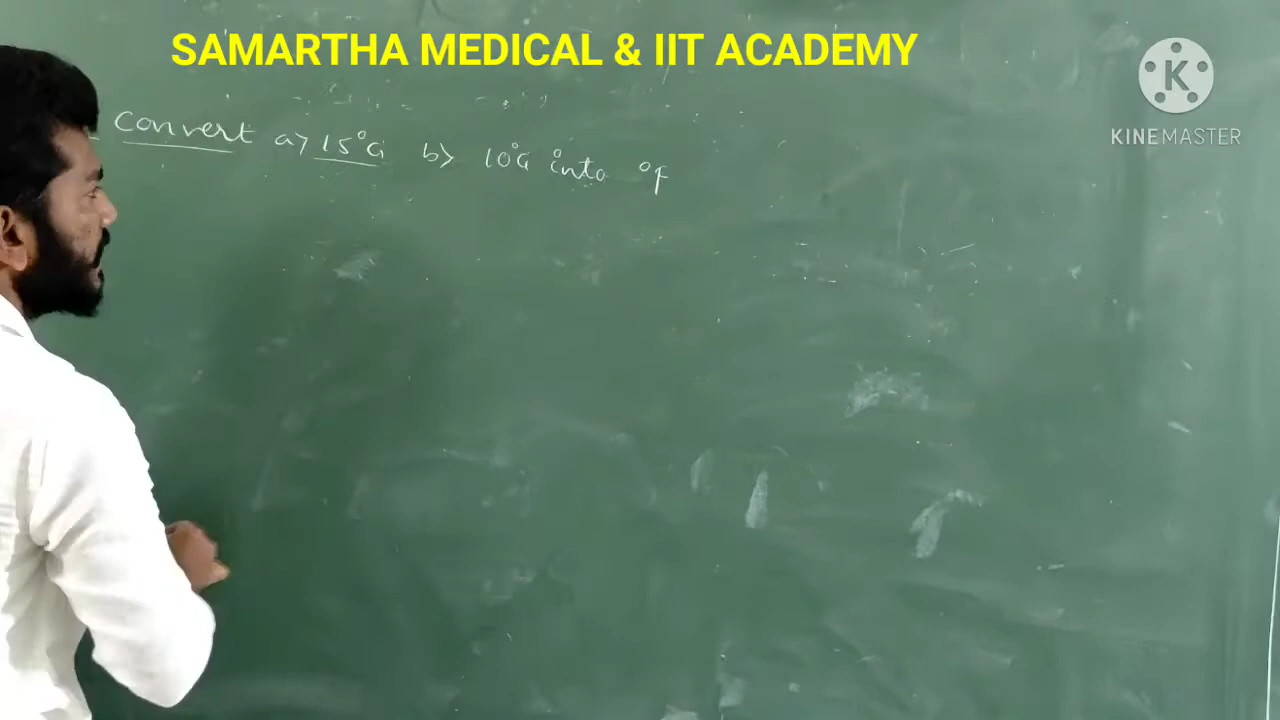 SAMARTHA MEDICAL & IIT ACADEMY
KINEMASTER
Convert a> 15°C b> 10°C into °F